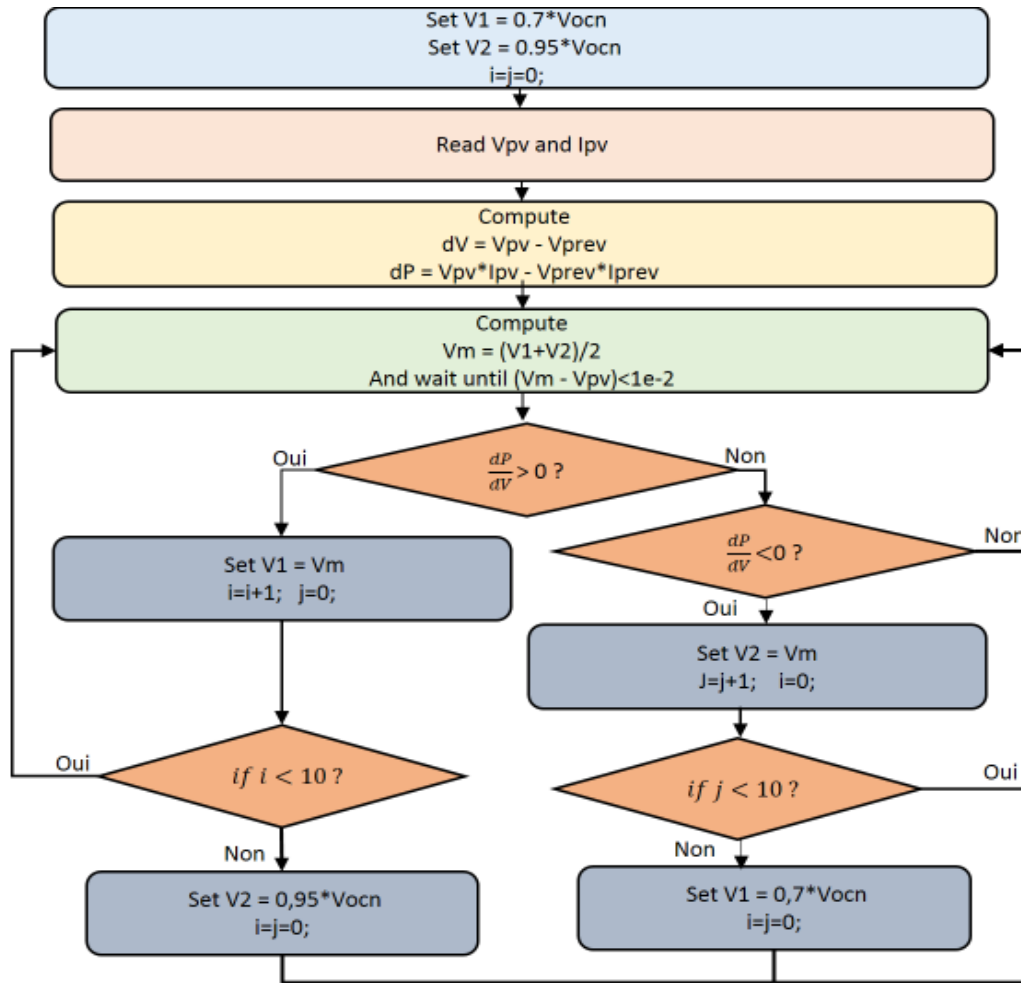 Set V1 = 0.7*Vocn
Set V2 = 0.95*Vocn
i=j=0;
Read Vpv and Ipv
Compute
dV = Vpv - Vprev
dP = Vpv*Ipv - Vprev*Iprev
Compute
Vm = (V1+V2)/2
And wait until (Vm - Vpv)<1e-2
Oui
dP/dV > 0 ?
Non
dP/dV <0 ?
Non
Set V1 = Vm
i=i+1; j=0;
Oui
Set V2 = Vm
J=j+1; i=0;
Oui
if i < 10 ?
if j < 10 ?
Oui
Non
Non
Set V2 = 0,95*Vocn
i=j=0;
Set V1 = 0,7*Vocn
i=j=0;